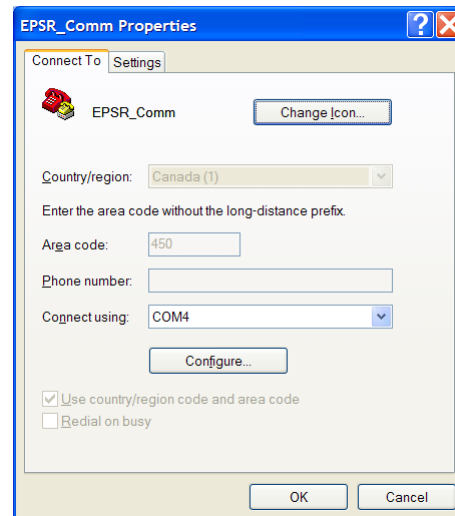 EPSR_Comm Properties
Connect To Settings
EPSR_Comm Change Icon...
Country/region: Canada (1)
Enter the area code without the long-distance prefix.
Area code: 450
Phone number:
Connect using: COM4
Configure...
Use country/region code and area code
Redial on busy
OK Cancel